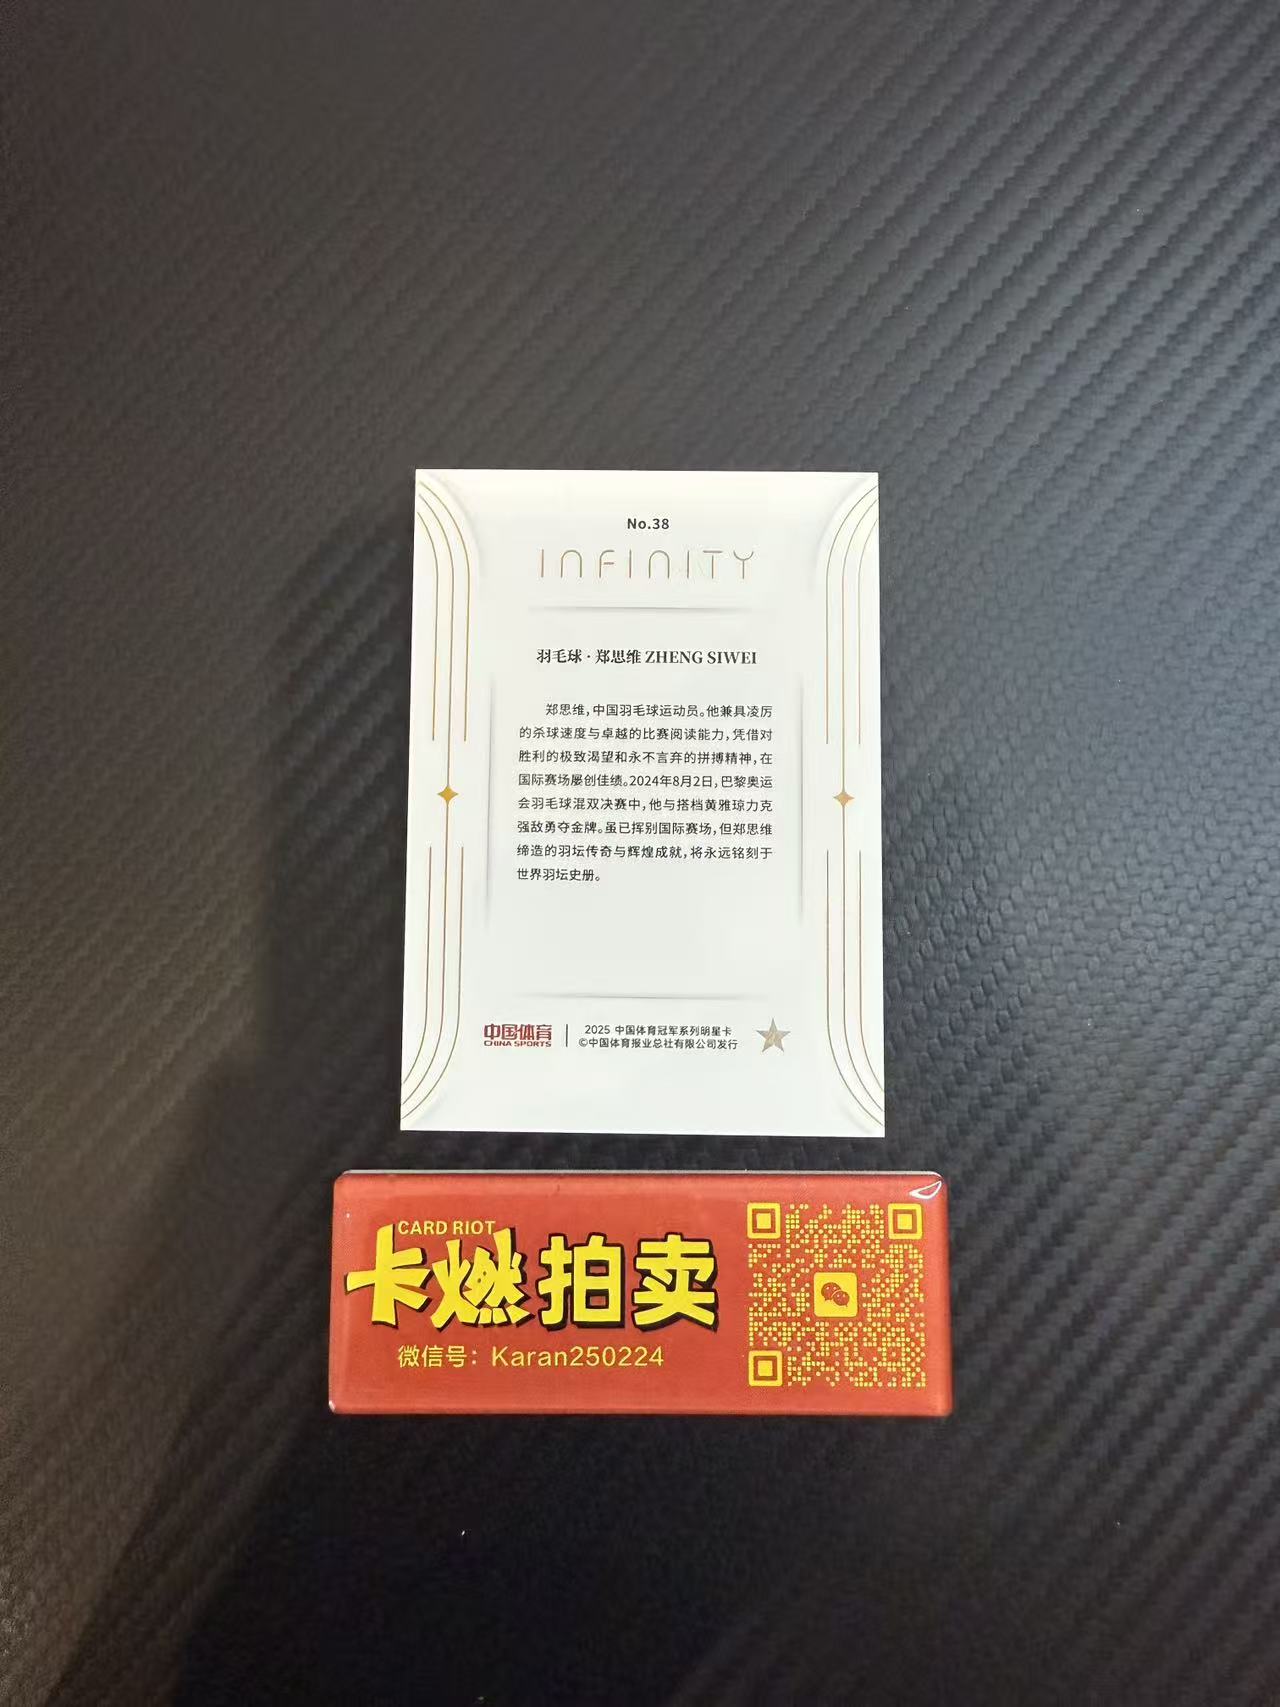 No.38
INFINITY
羽毛球·郑思维 ZHENG SIWEI
郑思维，中国羽毛球运动员。他兼具凌厉
的杀球速度与卓越的比赛阅读能力，凭借对
胜利的极致渴望和永不言弃的拼搏精神，在
国际赛场屡创佳绩。2024年8月2日，巴黎奥运
会羽毛球混双决赛中，他与搭档黄雅琼力克
强敌勇夺金牌。虽已挥别国际赛场，但郑思维
缔造的羽坛传奇与辉煌成就，将永远铭刻于
世界羽坛史册。
中国体育
CHINA SPORTS
2025 中国体育冠军系列明星卡
©中国体育报业总社有限公司发行
CARD RIOT
卡燃拍卖
微信号：Karan250224